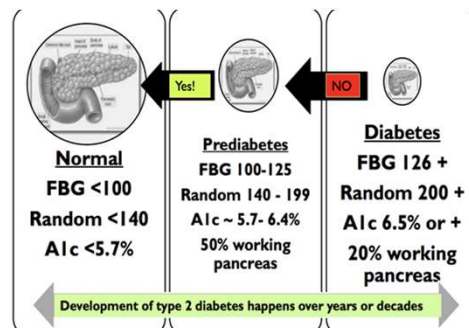 Yes!
NO
Normal
FBG <100
Random <140
A1c <5.7%
Prediabetes
FBG 100-125
Random 140 - 199
A1c ~ 5.7- 6.4%
50% working
pancreas
Diabetes
FBG 126 +
Random 200 +
A1c 6.5% or +
20% working
pancreas
Development of type 2 diabetes happens over years or decades